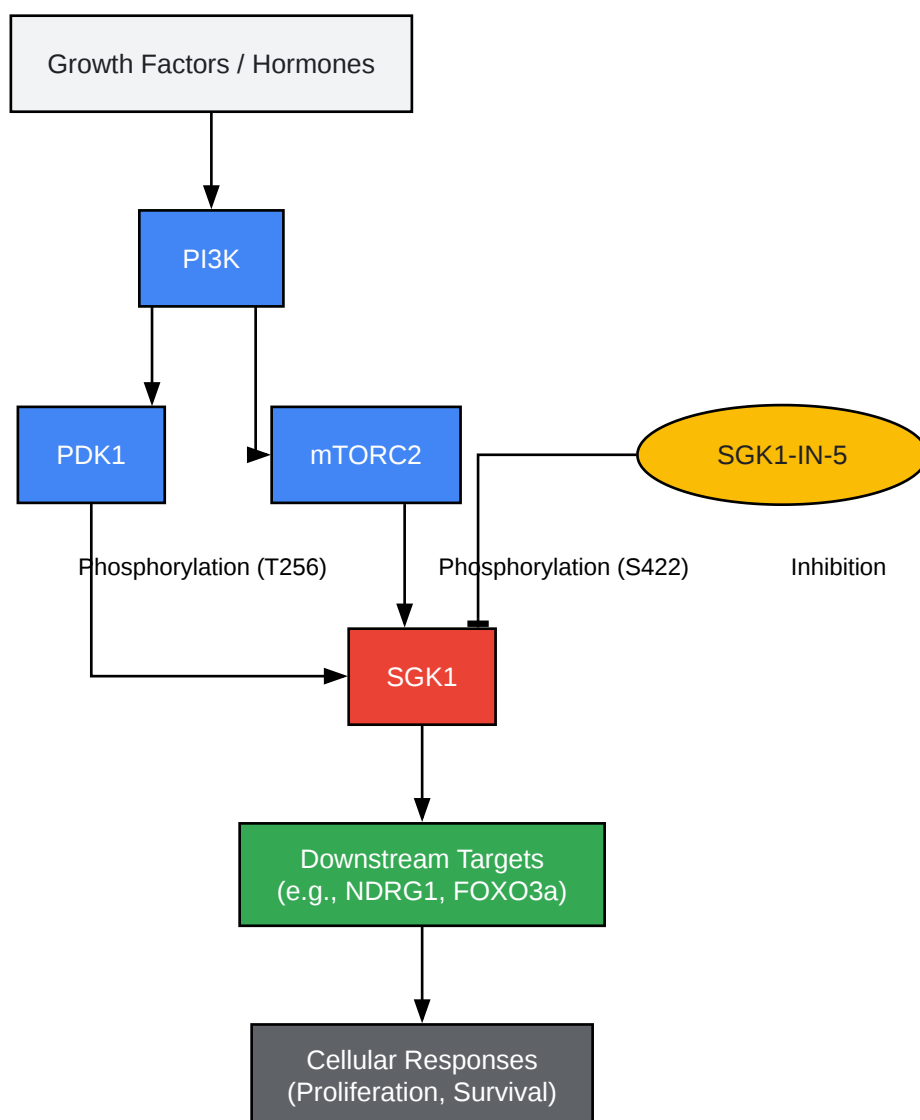 Growth Factors / Hormones
PI3K
PDK1
mTORC2
SGK1-IN-5
Phosphorylation (T256)
Phosphorylation (S422)
Inhibition
SGK1
Downstream Targets
(e.g., NDRG1, FOXO3a)
Cellular Responses
(Proliferation, Survival)